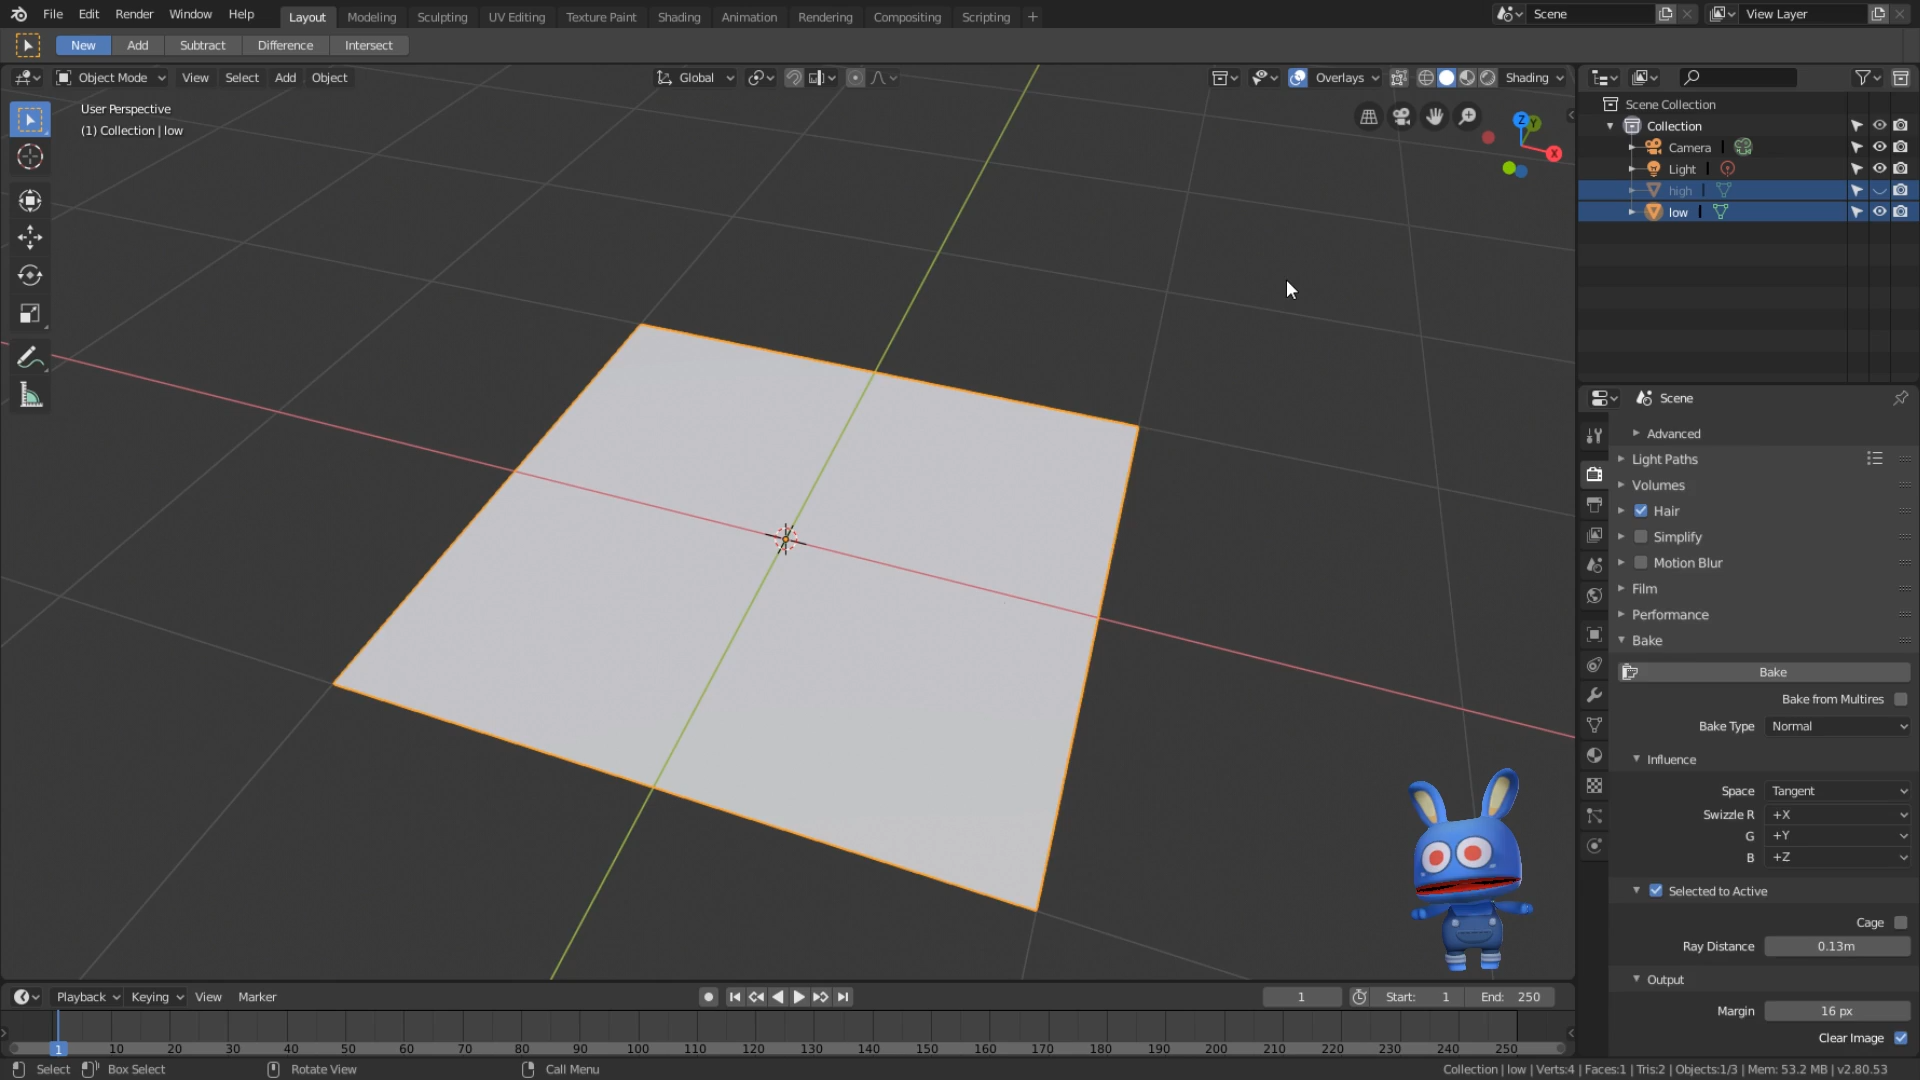 File Edit Render Window Help Layout Modeling Sculpting UV Editing Texture Paint Shading Animation Rendering Compositing Scripting + Scene View Layer
New Add Subtract Difference Intersect
Object Mode View Select Add Object Global Overlays Shading
User Perspective
(1) Collection | low
Z Y X
Scene Collection
Collection
Camera
Light
high
low
Scene
Advanced
Light Paths
Volumes
Hair
Simplify
Motion Blur
Film
Performance
Bake
Bake
Bake from Multires
Bake Type Normal
Influence
Space Tangent
Swizzle R +X
G +Y
B +Z
Selected to Active
Cage
Ray Distance 0.13m
Output
Margin 16 px
Clear Image
Playback Keying View Marker 1 Start: 1 End: 250
1 10 20 30 40 50 60 70 80 90 100 110 120 130 140 150 160 170 180 190 200 210 220 230 240 250
Select Box Select Rotate View Call Menu Collection | low | Verts:4 | Faces:1 | Tris:2 | Objects:1/3 | Mem: 53.2 MB | v2.80.53